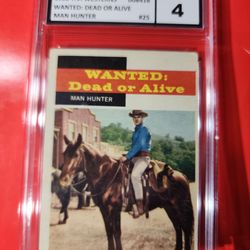 WANTED: DEAD OR ALIVE
MAN HUNTER #25
4
WANTED:
Dead or Alive
MAN HUNTER